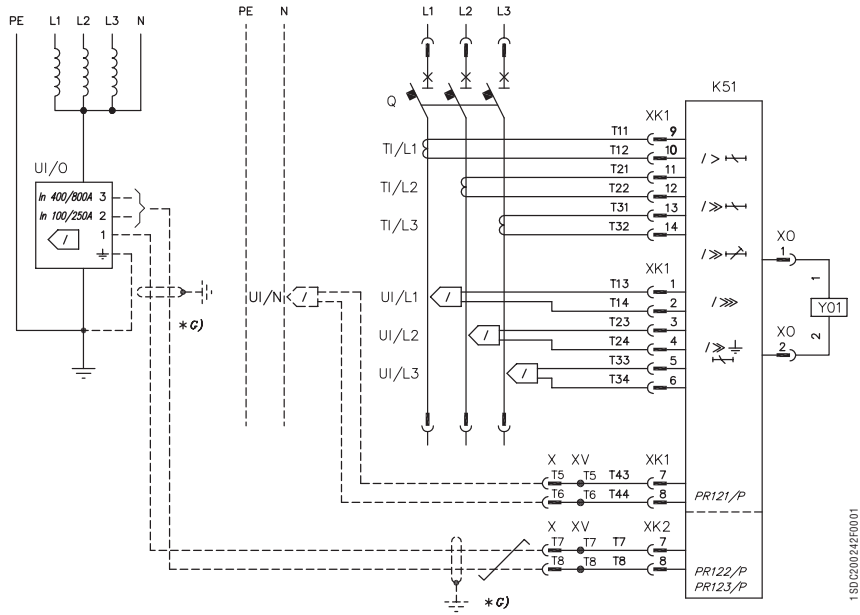 PE L1 L2 L3 N
PE N
L1 L2 L3
Q
K51
UI/O
In 400/800A 3
In 100/250A 2
1
/
*G)
UI/N
/
TI/L1
TI/L2
TI/L3
UI/L1
/
UI/L2
/
UI/L3
/
XK1
T11 9
T12 10
T21 11
T22 12
T31 13
T32 14
XK1
T13 1
T14 2
T23 3
T24 4
T33 5
T34 6
I >
I >>
I >>
I >>>
I >>
XO
1
1
Y01
2
XO
2
X XV XK1
T5 T5 T43 7
T6 T6 T44 8
PR121/P
X XV XK2
T7 T7 T7 7
T8 T8 T8 8
PR122/P
PR123/P
*G)
1SDC200242F0001